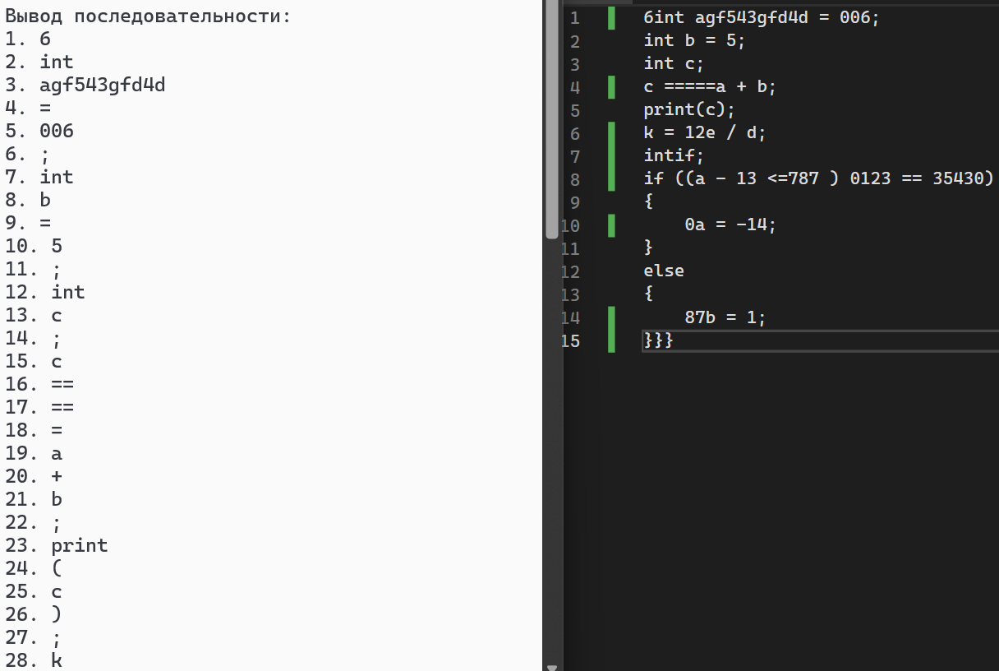 Вывод последовательности:
1. 6
2. int
3. agf543gfd4d
4. =
5. 006
6. ;
7. int
8. b
9. =
10. 5
11. ;
12. int
13. c
14. ;
15. c
16. ==
17. ==
18. =
19. a
20. +
21. b
22. ;
23. print
24. (
25. c
26. )
27. ;
28. k
1 6int agf543gfd4d = 006;
2 int b = 5;
3 int c;
4 c =====a + b;
5 print(c);
6 k = 12e / d;
7 intif;
8 if ((a - 13 <=787 ) 0123 == 35430)
9 {
10     0a = -14;
11 }
12 else
13 {
14     87b = 1;
15 }}}